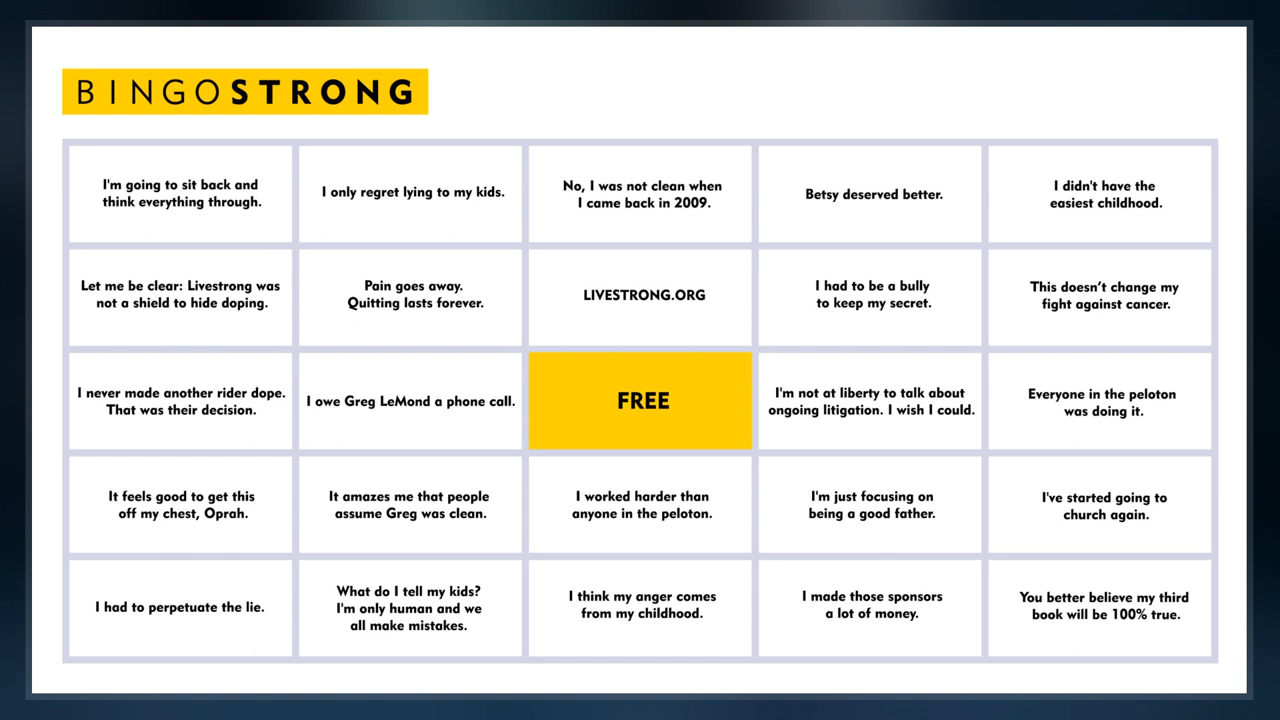 BINGOSTRONG
I'm going to sit back and
think everything through.
I only regret lying to my kids.
No, I was not clean when
I came back in 2009.
Betsy deserved better.
I didn't have the
easiest childhood.
Let me be clear: Livestrong was
not a shield to hide doping.
Pain goes away.
Quitting lasts forever.
LIVESTRONG.ORG
I had to be a bully
to keep my secret.
This doesn’t change my
fight against cancer.
I never made another rider dope.
That was their decision.
I owe Greg LeMond a phone call.
FREE
I'm not at liberty to talk about
ongoing litigation. I wish I could.
Everyone in the peloton
was doing it.
It feels good to get this
off my chest, Oprah.
It amazes me that people
assume Greg was clean.
I worked harder than
anyone in the peloton.
I'm just focusing on
being a good father.
I've started going to
church again.
I had to perpetuate the lie.
What do I tell my kids?
I'm only human and we
all make mistakes.
I think my anger comes
from my childhood.
I made those sponsors
a lot of money.
You better believe my third
book will be 100% true.